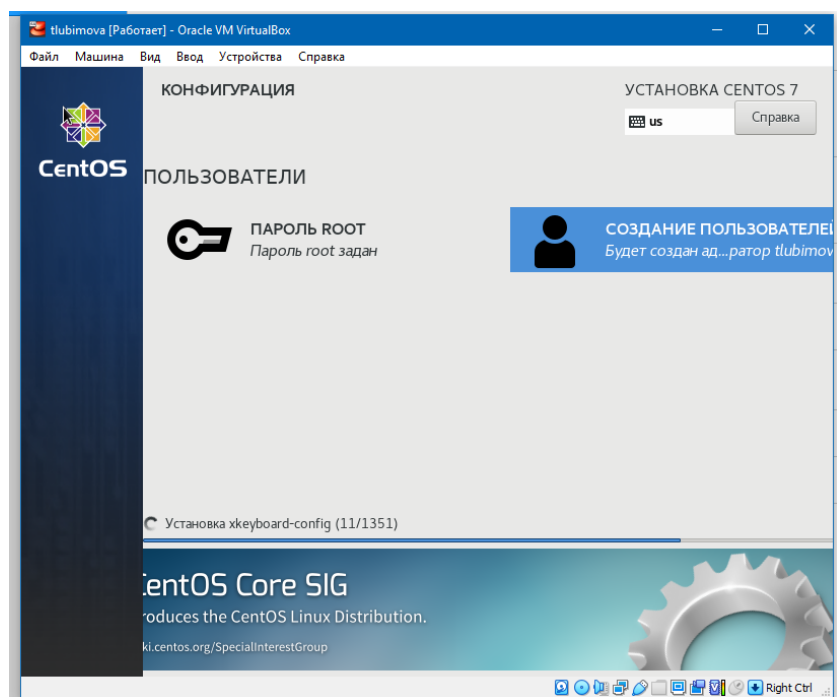 tlubimova [Работает] - Oracle VM VirtualBox
Файл Машина Вид Ввод Устройства Справка
КОНФИГУРАЦИЯ
УСТАНОВКА CENTOS 7
us
Справка
CentOS
ПОЛЬЗОВАТЕЛИ
ПАРОЛЬ ROOT
Пароль root задан
СОЗДАНИЕ ПОЛЬЗОВАТЕЛЕЙ
Будет создан ад...ратор tlubimov
Установка xkeyboard-config (11/1351)
CentOS Core SIG
roduces the CentOS Linux Distribution.
ki.centos.org/SpecialInterestGroup
Right Ctrl